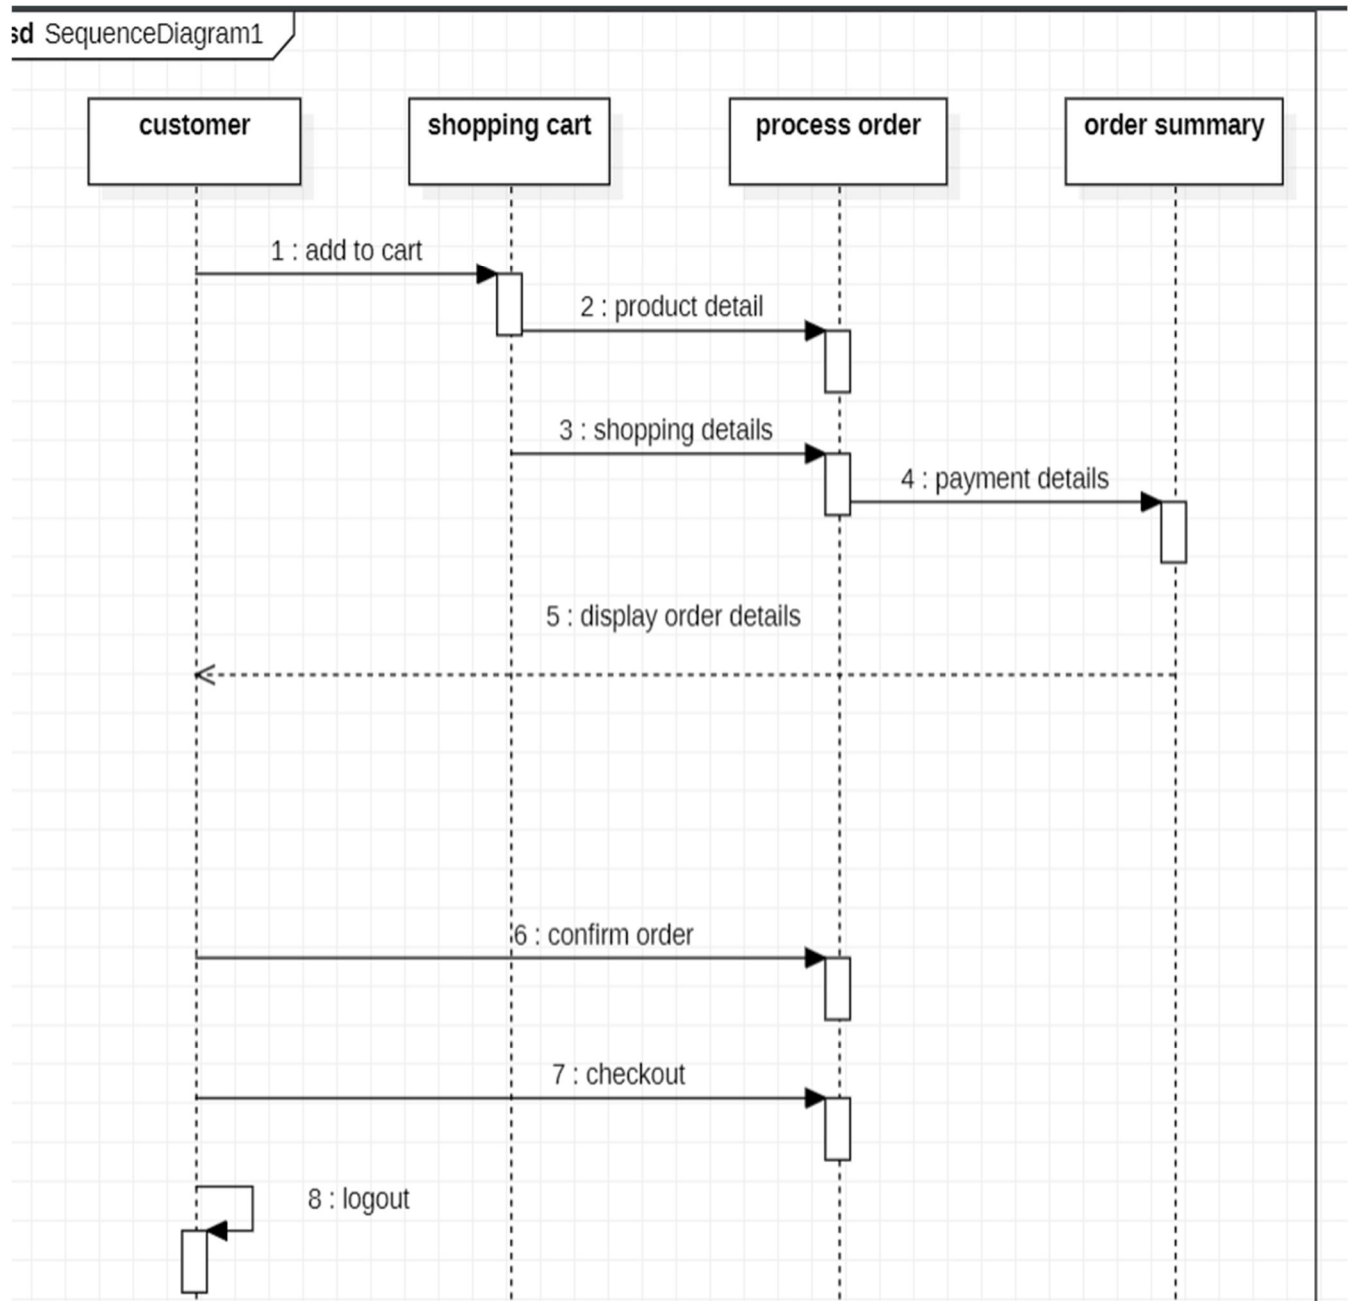 sd SequenceDiagram1
customer
shopping cart
process order
order summary
1 : add to cart
2 : product detail
3 : shopping details
4 : payment details
5 : display order details
6 : confirm order
7 : checkout
8 : logout